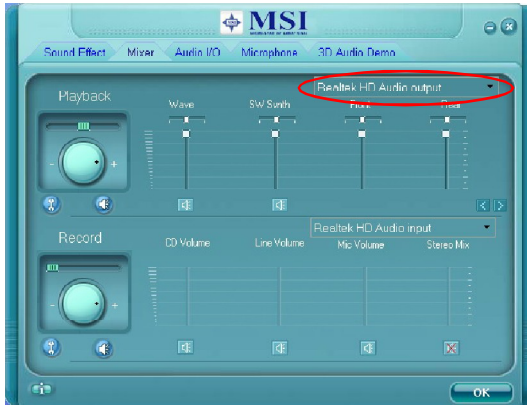 MSI
Sound Effect
Mixer
Audio I/O
Microphone
3D Audio Demo
Realtek HD Audio output
Playback
Wave
SW Synth
Front
Rear
- +
Realtek HD Audio input
Record
CD Volume
Line Volume
Mic Volume
Stereo Mix
- +
OK